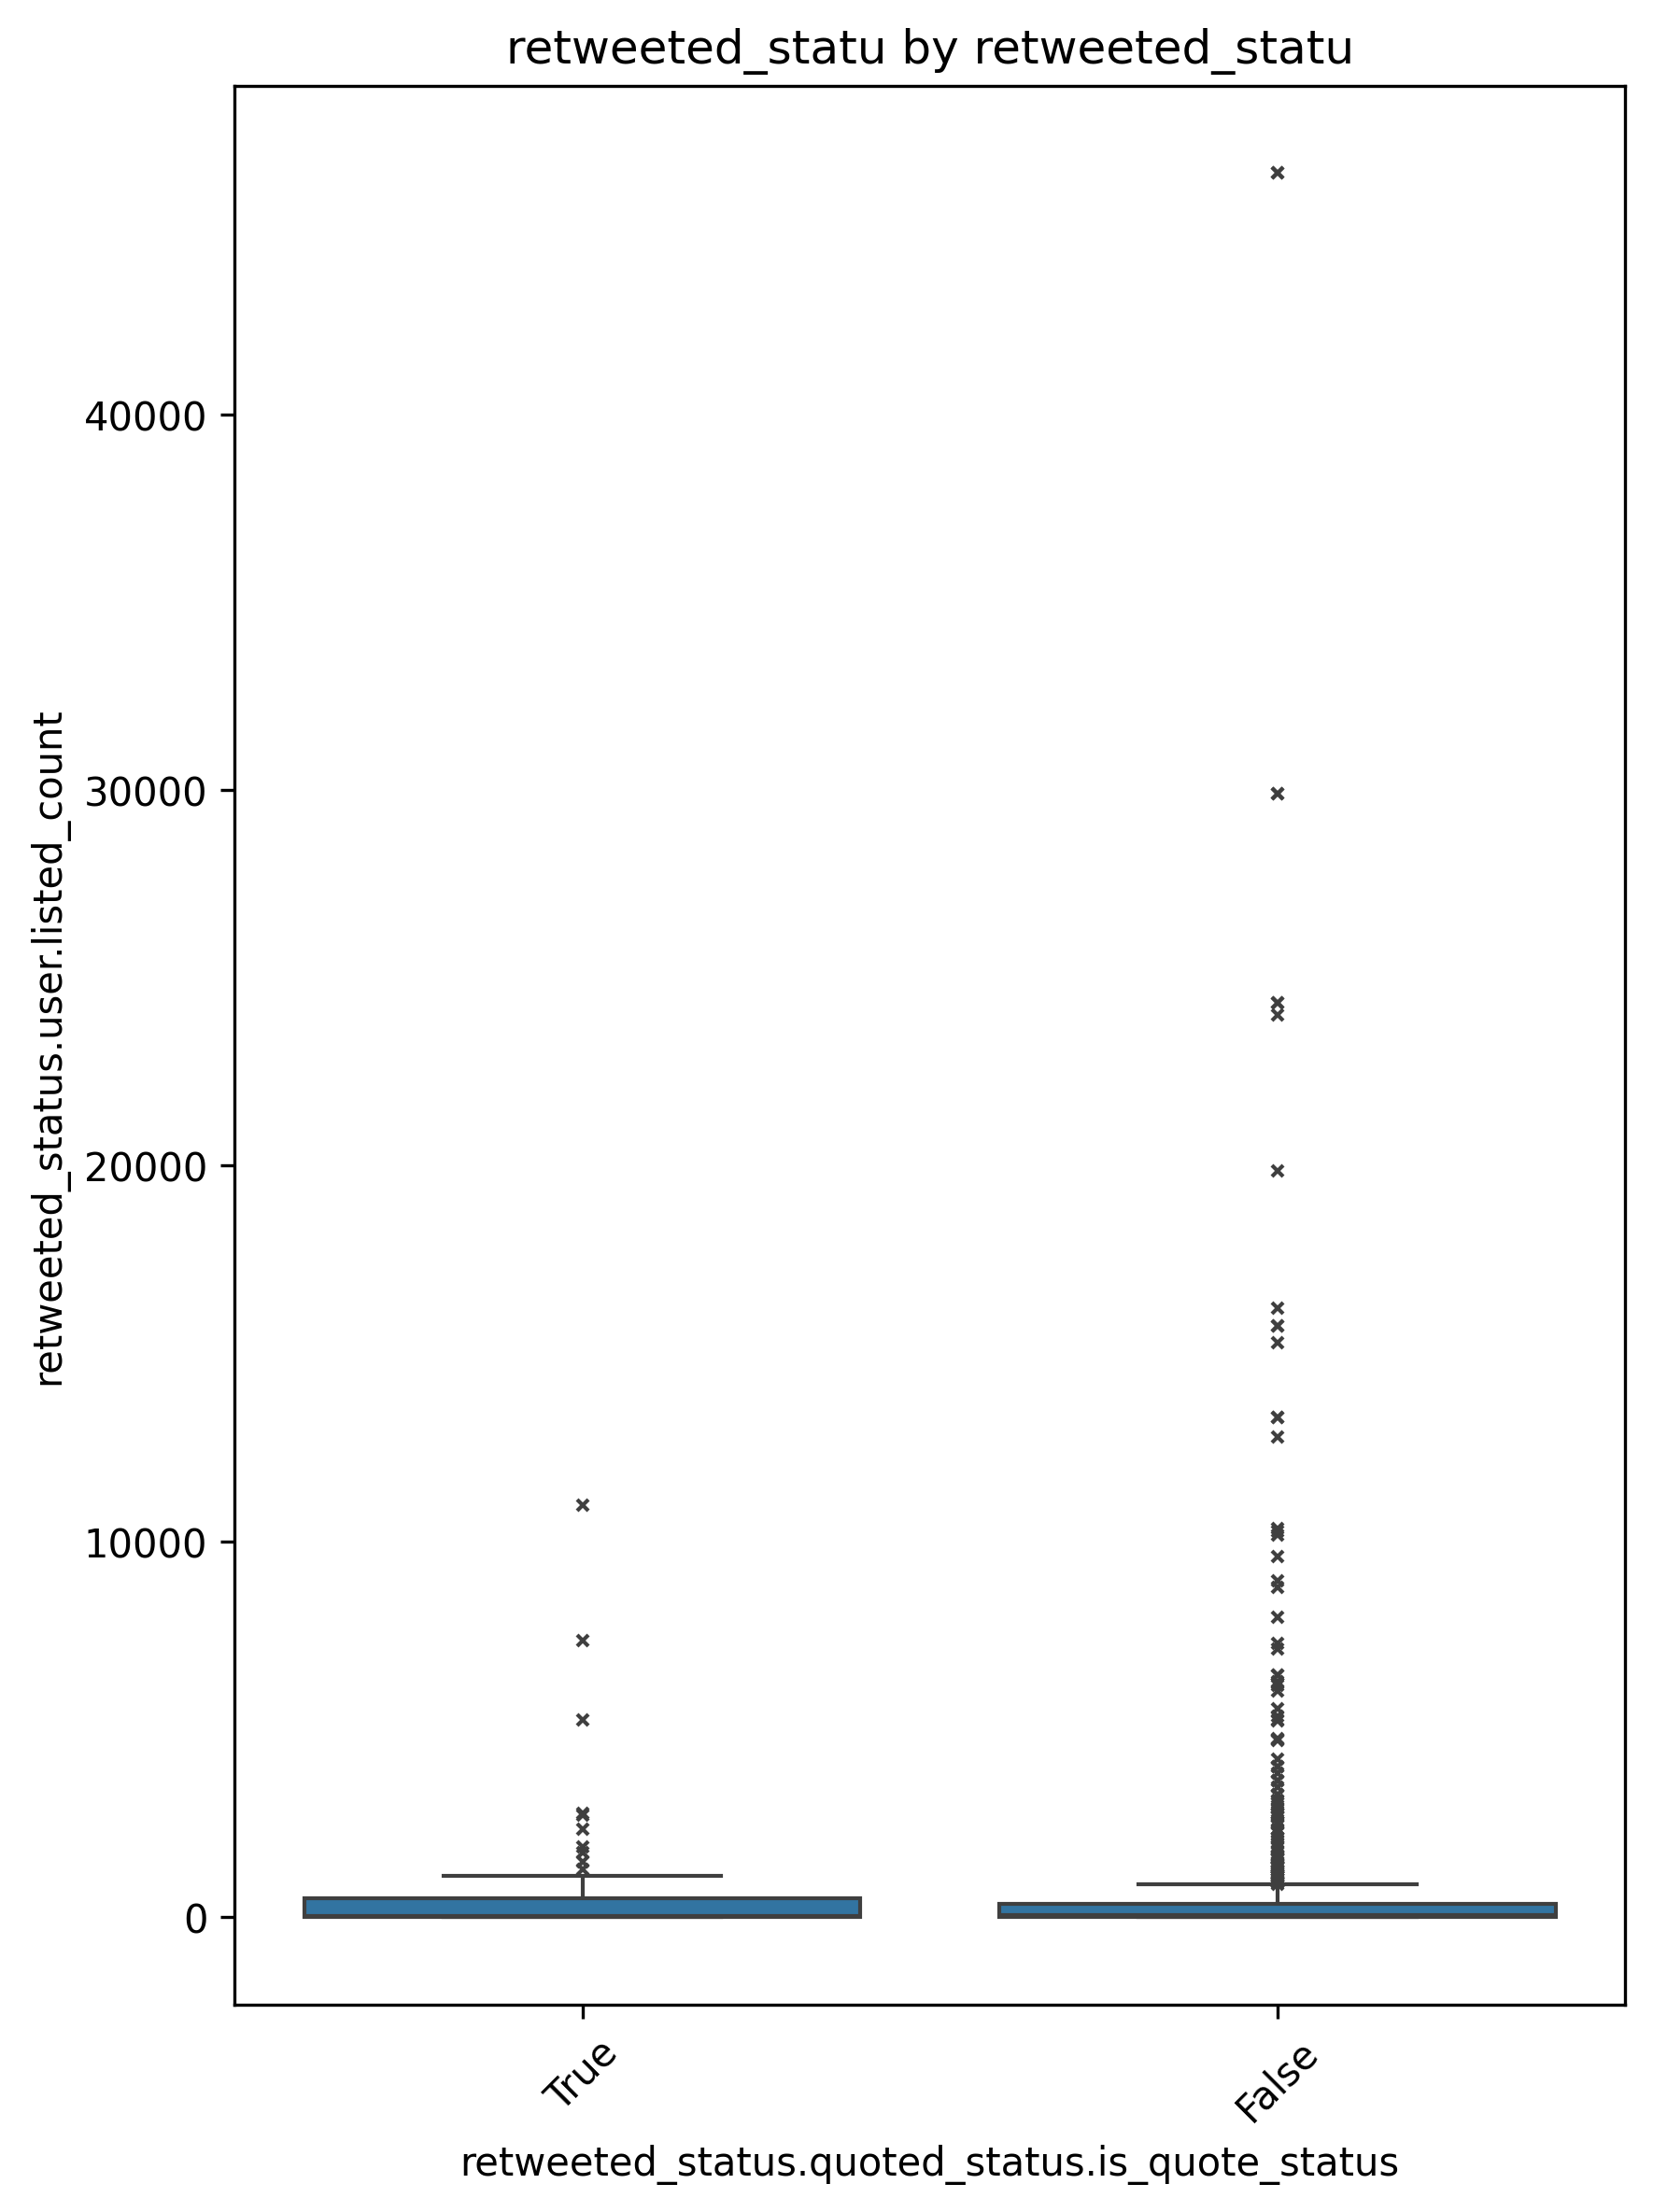 retweeted_statu by retweeted_statu
retweeted_status.user.listed_count
40000
30000
20000
10000
0
True
False
retweeted_status.quoted_status.is_quote_status